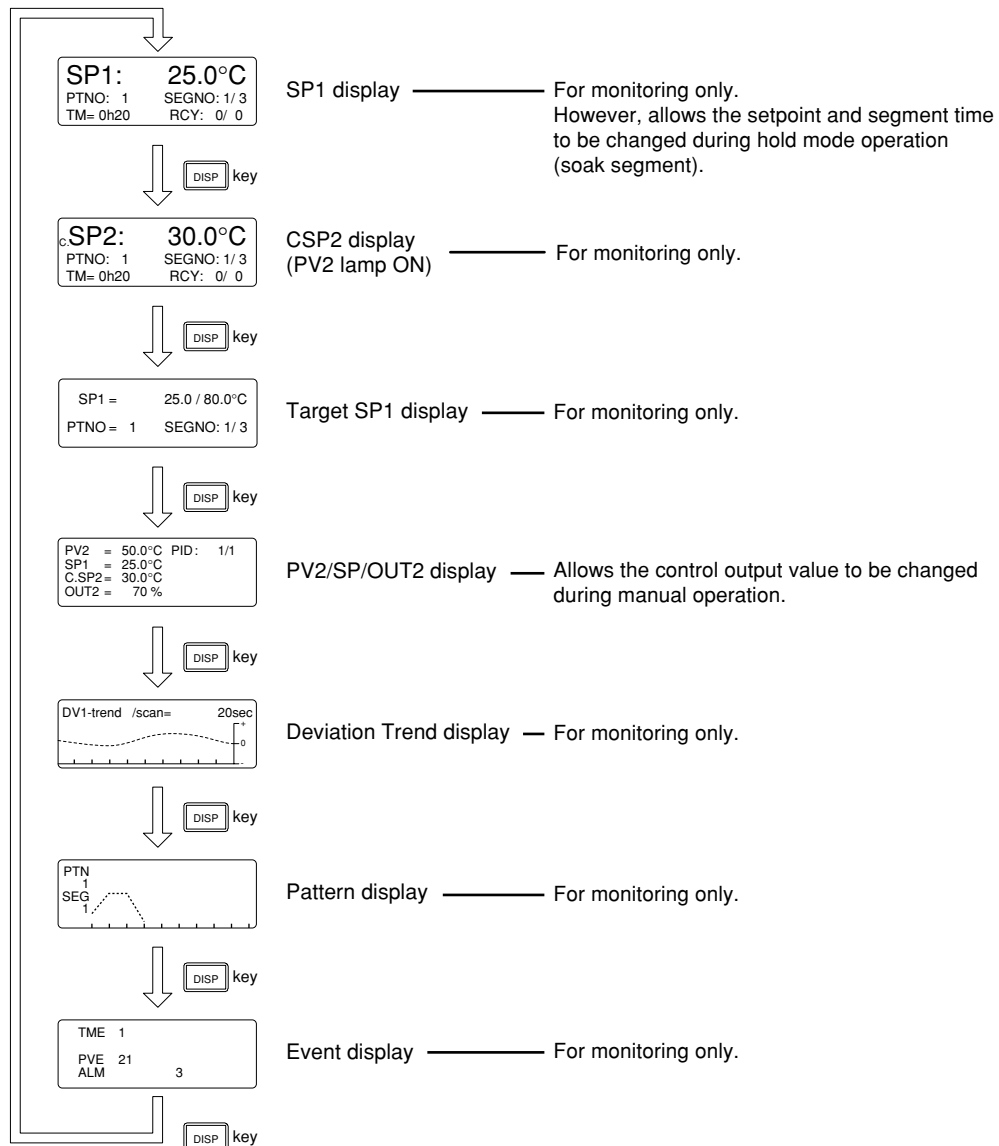 SP1: 25.0°C
PTNO: 1 SEGNO: 1/ 3
TM= 0h20 RCY: 0/ 0
SP1 display
For monitoring only.
However, allows the setpoint and segment time
to be changed during hold mode operation
(soak segment).
DISP key
C.SP2: 30.0°C
PTNO: 1 SEGNO: 1/ 3
TM= 0h20 RCY: 0/ 0
CSP2 display
(PV2 lamp ON)
For monitoring only.
DISP key
SP1 = 25.0 / 80.0°C
PTNO = 1 SEGNO: 1/ 3
Target SP1 display
For monitoring only.
DISP key
PV2 = 50.0°C PID: 1/1
SP1 = 25.0°C
C.SP2= 30.0°C
OUT2 = 70 %
PV2/SP/OUT2 display
Allows the control output value to be changed
during manual operation.
DISP key
DV1-trend /scan= 20sec
+
0
-
Deviation Trend display
For monitoring only.
DISP key
PTN
1
SEG
1
Pattern display
For monitoring only.
DISP key
TME 1
PVE 21
ALM 3
Event display
For monitoring only.
DISP key